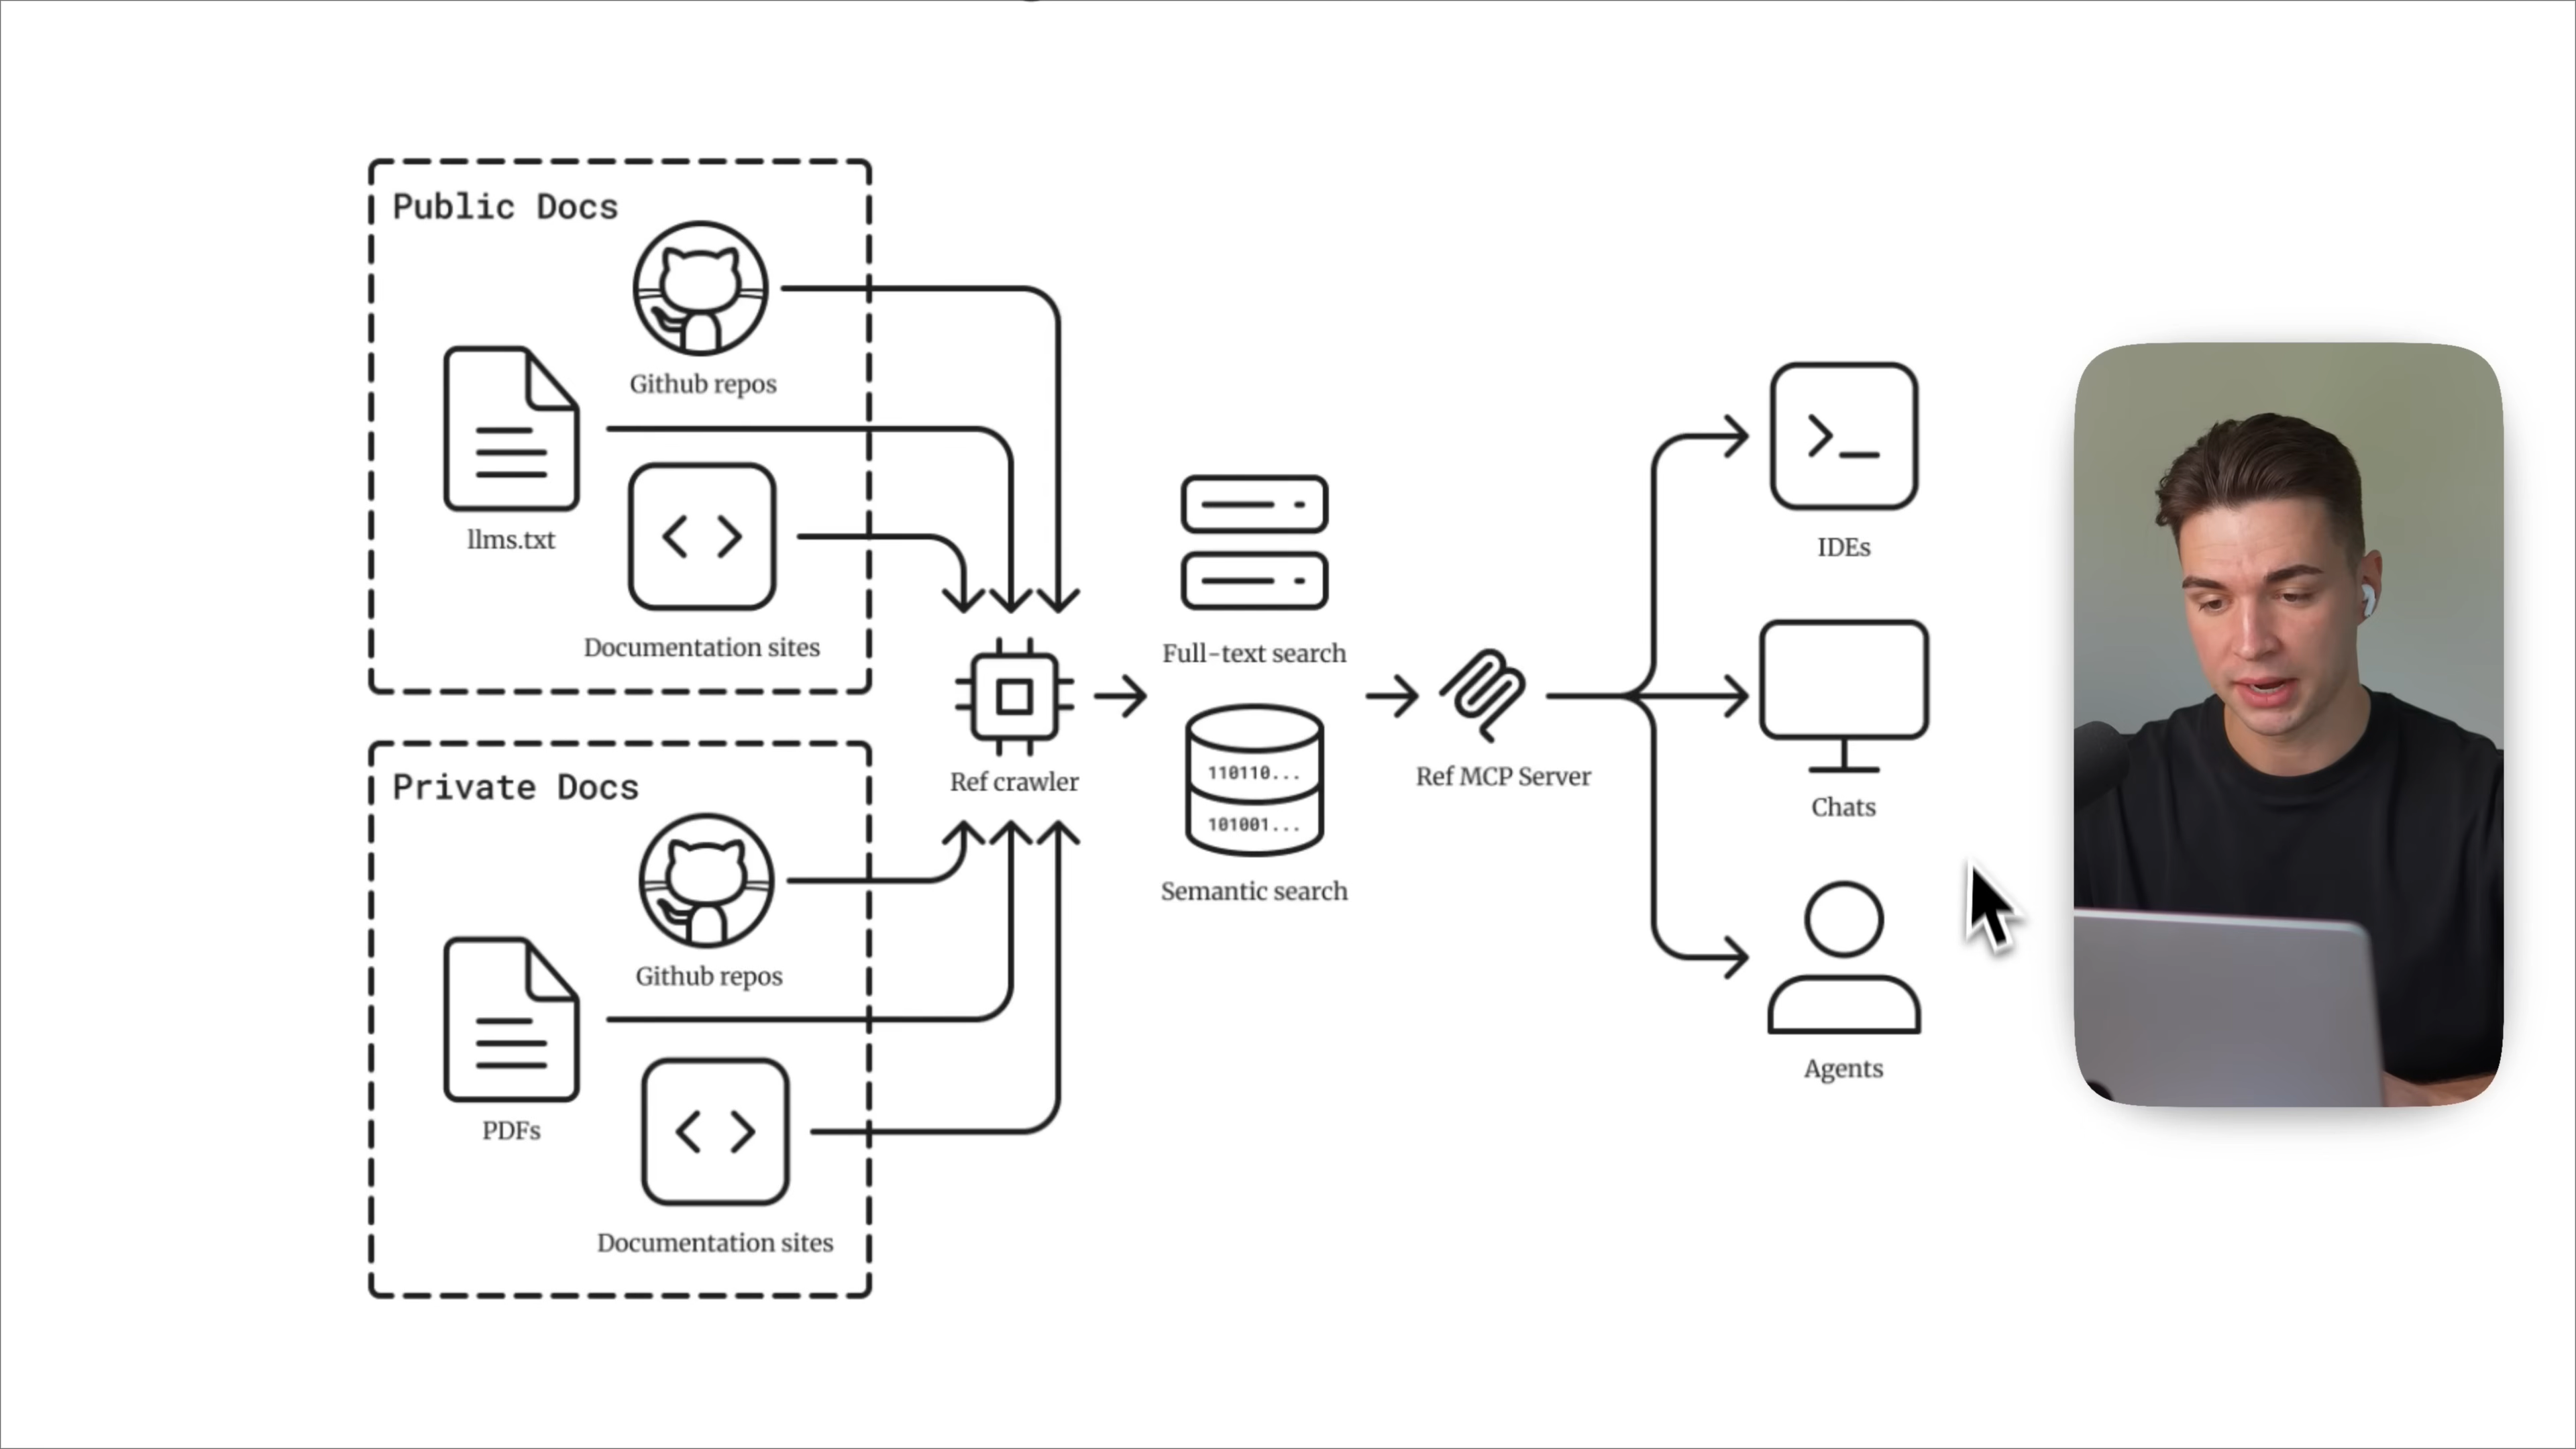 Public Docs
Github repos
llms.txt
Documentation sites
Private Docs
Github repos
PDFs
Documentation sites
Ref crawler
Full-text search
110110...
101001...
Semantic search
Ref MCP Server
IDEs
Chats
Agents